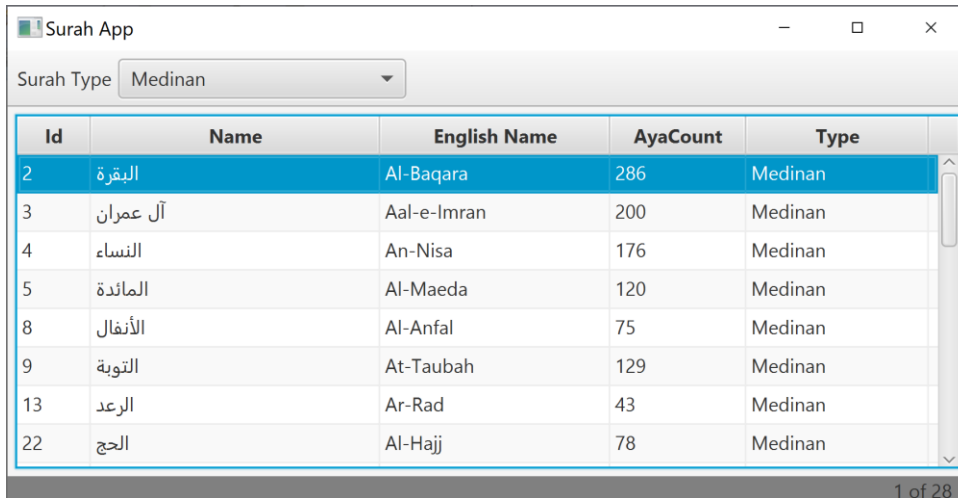 Surah App
Surah Type Medinan
Id Name English Name AyaCount Type
2 البقرة Al-Baqara 286 Medinan
3 آل عمران Aal-e-Imran 200 Medinan
4 النساء An-Nisa 176 Medinan
5 المائدة Al-Maeda 120 Medinan
8 الأنفال Al-Anfal 75 Medinan
9 التوبة At-Taubah 129 Medinan
13 الرعد Ar-Rad 43 Medinan
22 الحج Al-Hajj 78 Medinan
1 of 28